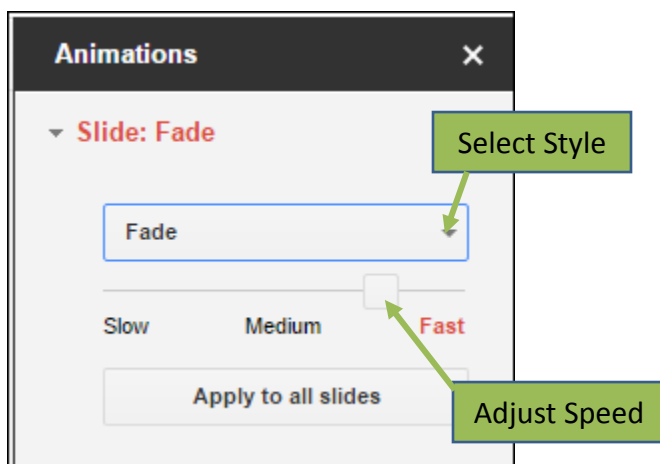 Animations ×
Slide: Fade
Select Style
Fade
Slow Medium Fast
Apply to all slides
Adjust Speed